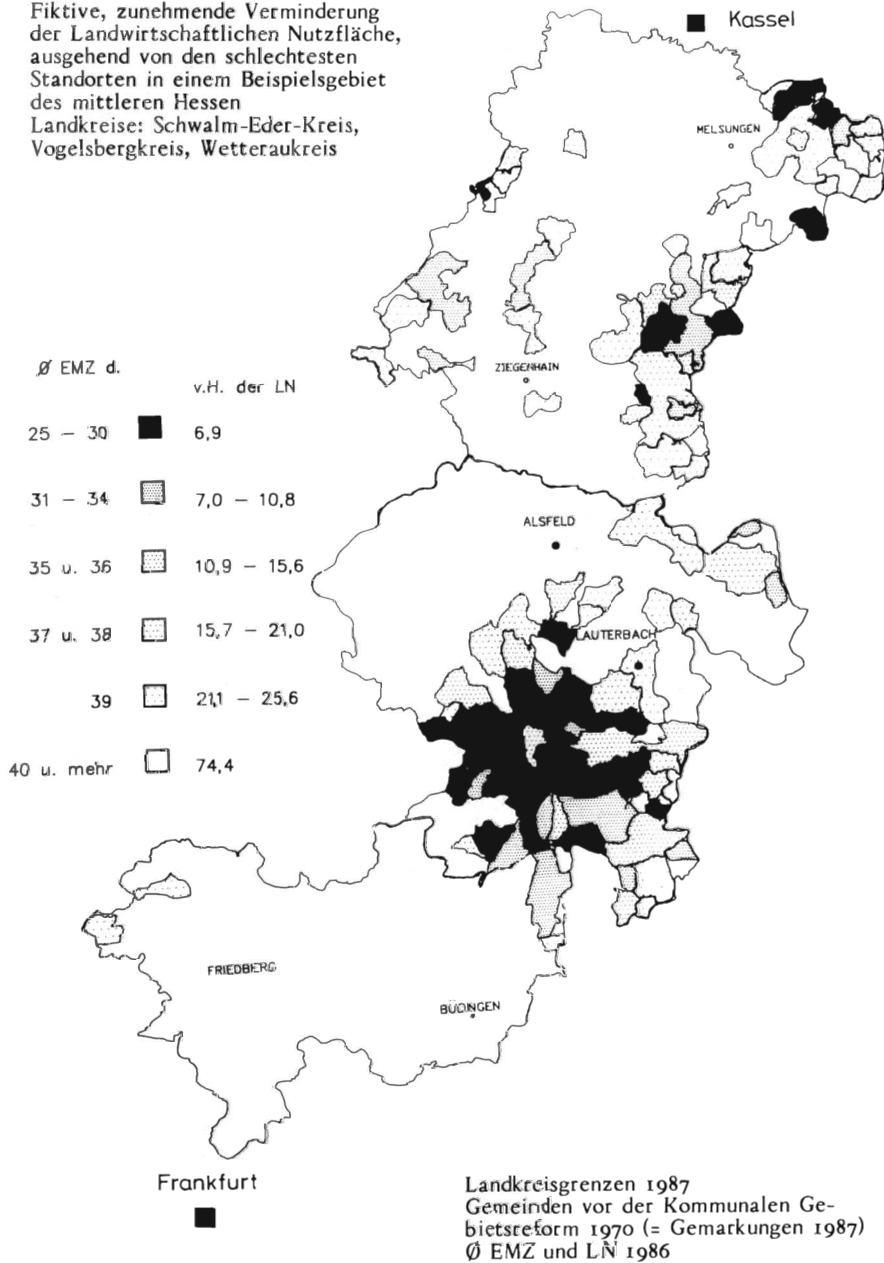 Fiktive, zunehmende Verminderung
der Landwirtschaftlichen Nutzfläche,
ausgehend von den schlechtesten
Standorten in einem Beispielsgebiet
des mittleren Hessen
Landkreise: Schwalm-Eder-Kreis,
Vogelsbergkreis, Wetteraukreis
Kassel
MELSUNGEN
ZIEGENHAIN
Ø EMZ d.
v.H. der LN
25 – 30 6,9
31 – 34 7,0 – 10,8
35 u. 36 10,9 – 15,6
37 u. 38 15,7 – 21,0
39 21,1 – 25,6
40 u. mehr 74,4
ALSFELD
LAUTERBACH
FRIEDBERG
BÜDINGEN
Frankfurt
Landkreisgrenzen 1987
Gemeinden vor der Kommunalen Ge-
bietsreform 1970 (= Gemarkungen 1987)
Ø EMZ und LN 1986